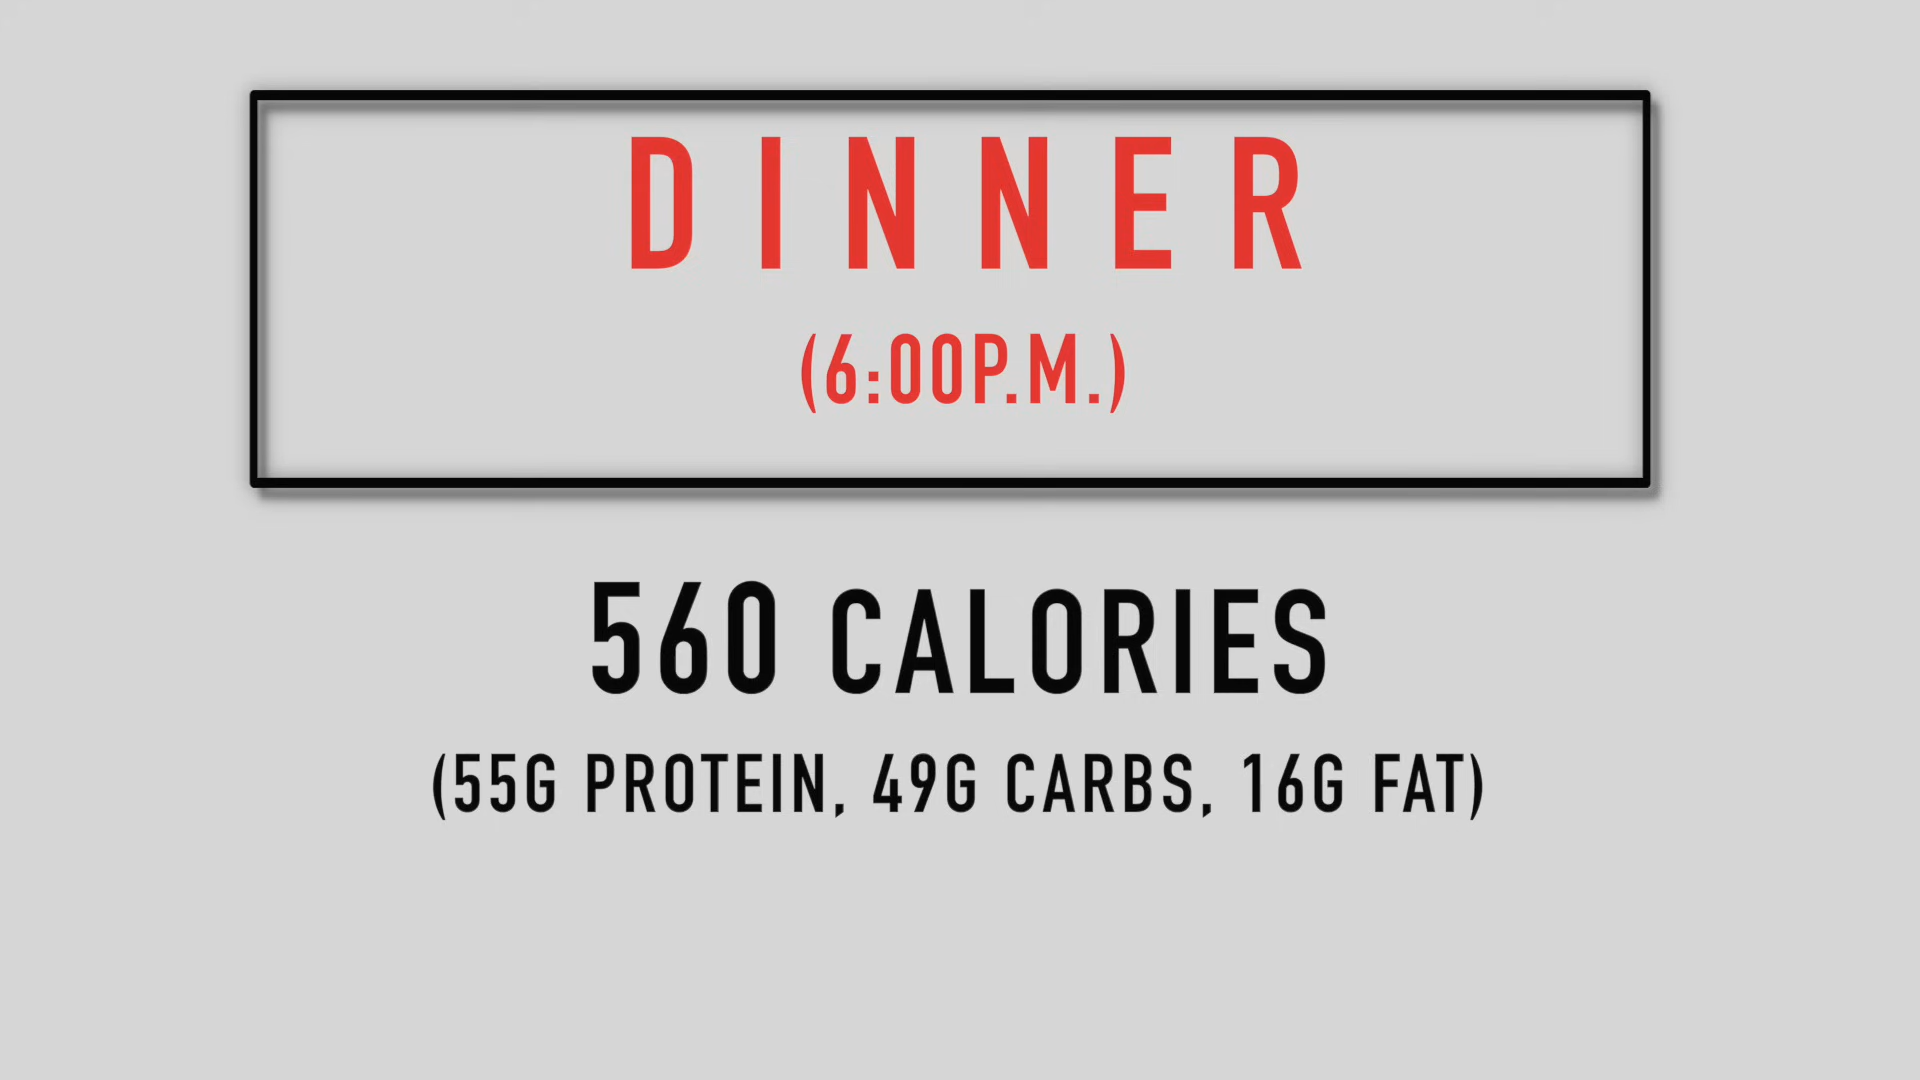 DINNER
(6:00P.M.)
560 CALORIES
(55G PROTEIN, 49G CARBS, 16G FAT)